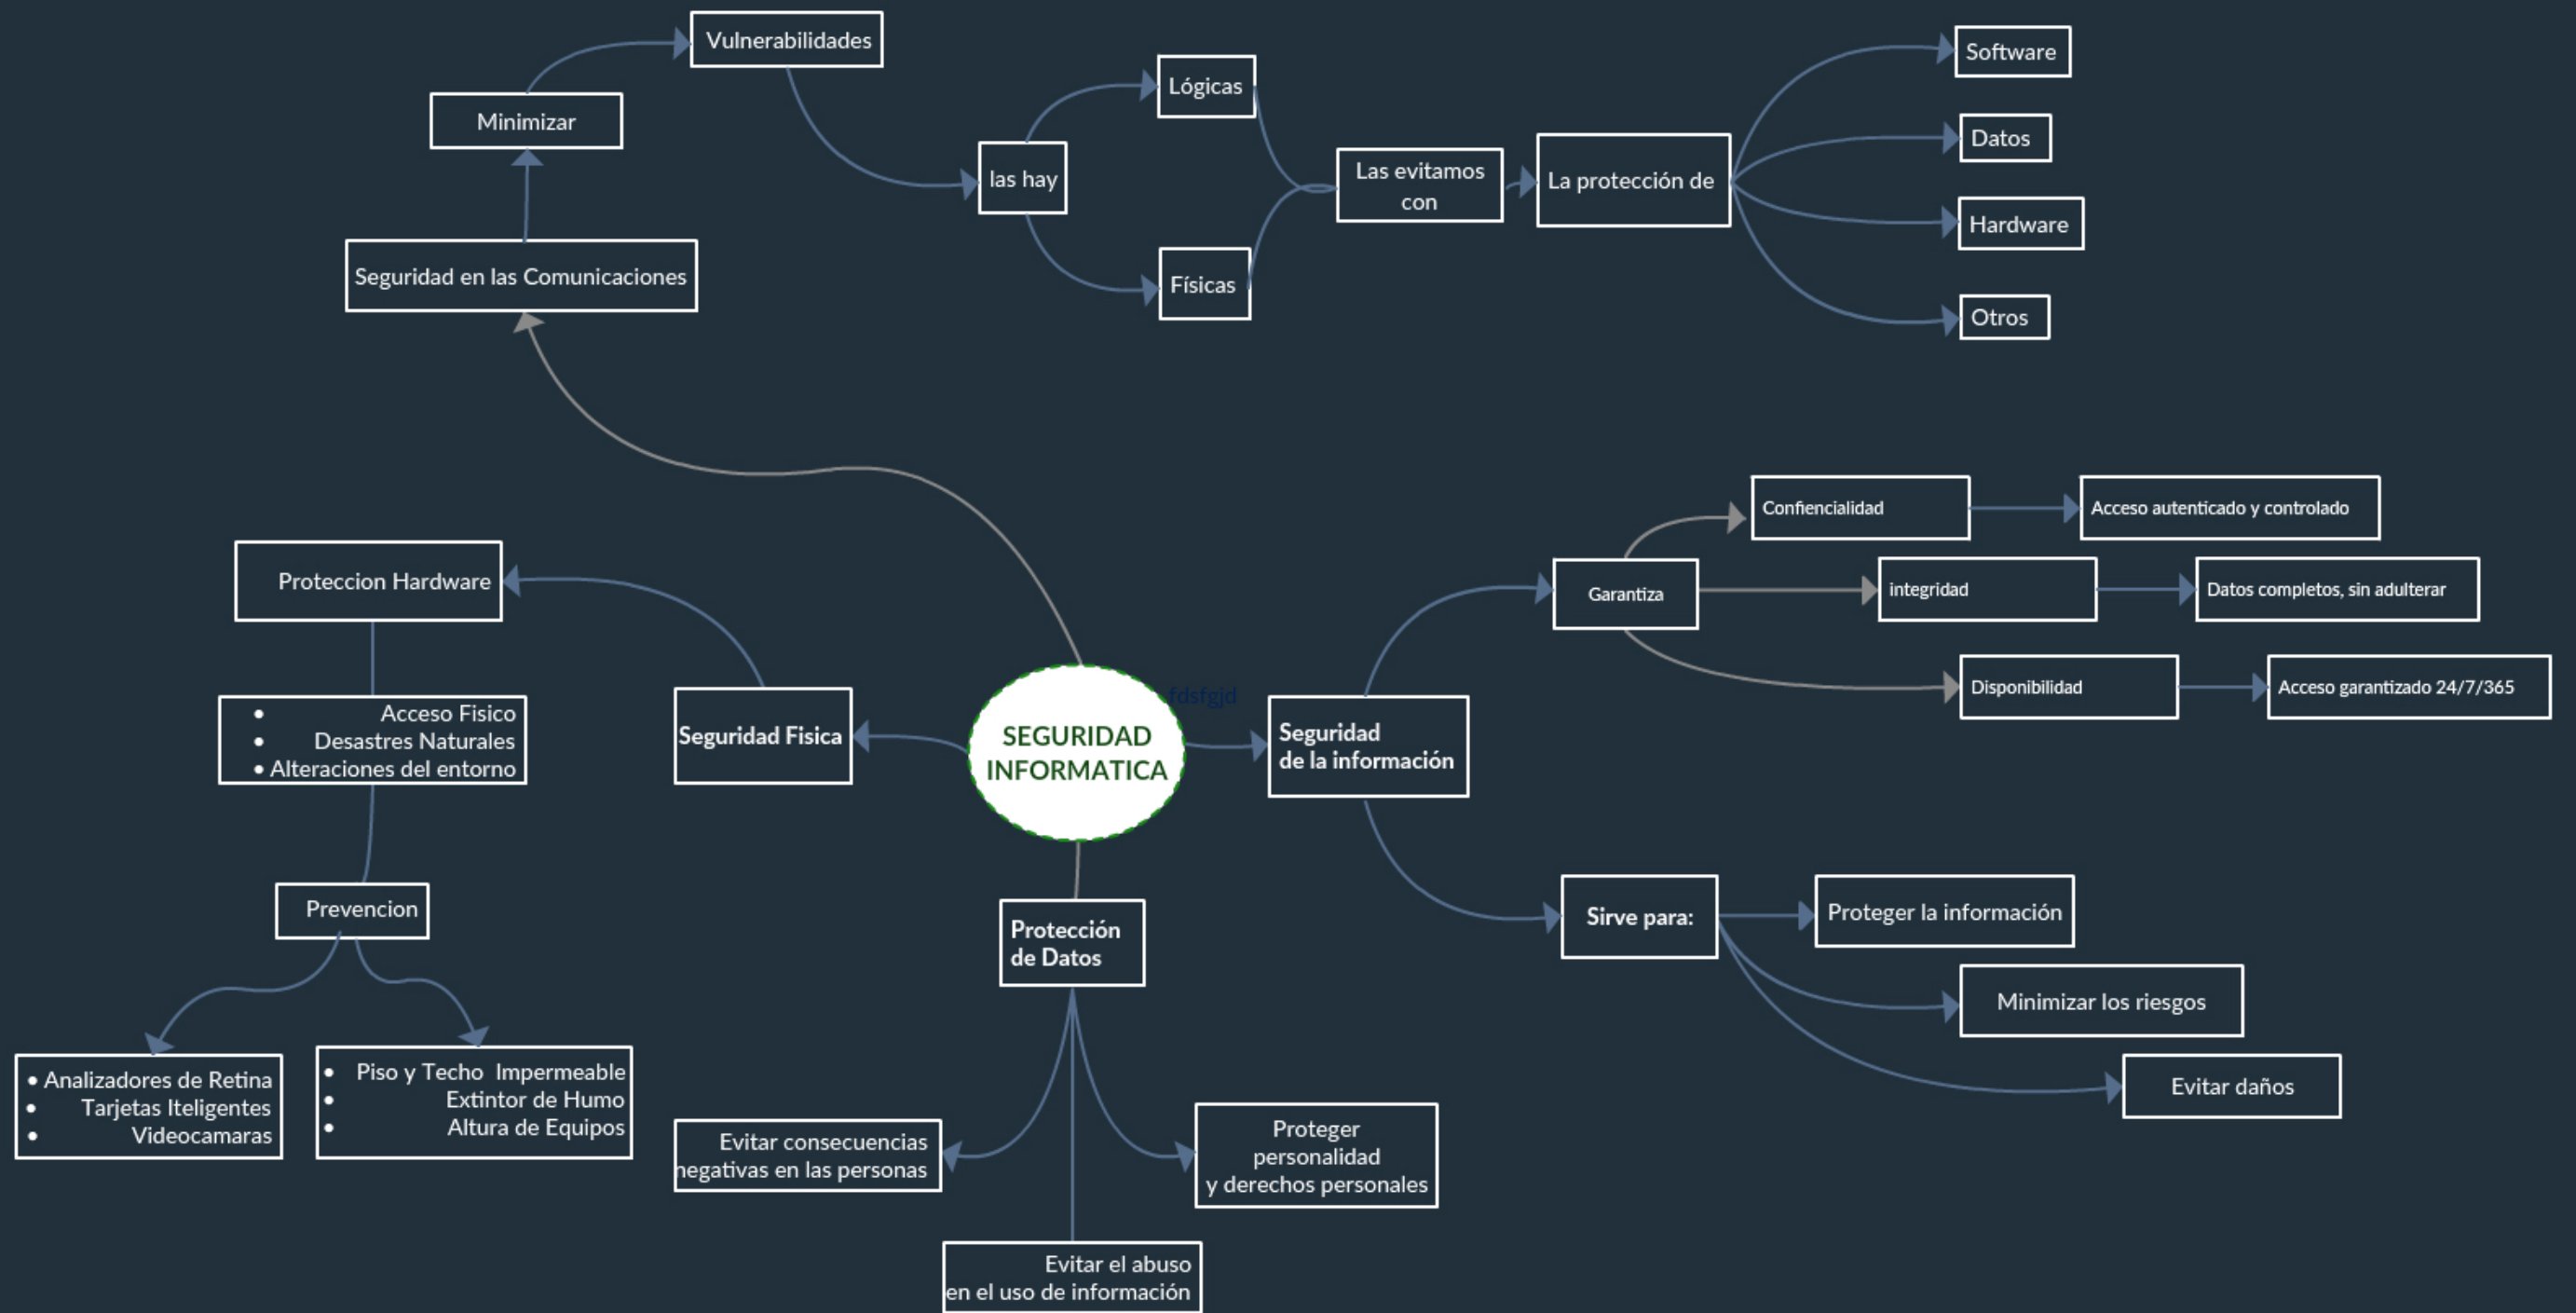 Vulnerabilidades
Minimizar
Seguridad en las Comunicaciones
las hay
Lógicas
Físicas
Las evitamos
con
La protección de
Software
Datos
Hardware
Otros
Proteccion Hardware
• Acceso Fisico
• Desastres Naturales
• Alteraciones del entorno
Prevencion
• Analizadores de Retina
• Tarjetas Iteligentes
• Videocamaras
• Piso y Techo  Impermeable
• Extintor de Humo
• Altura de Equipos
Seguridad Fisica
SEGURIDAD
INFORMATICA
fdsfgjd
Seguridad
de la información
Garantiza
Confiencialidad
Acceso autenticado y controlado
integridad
Datos completos, sin adulterar
Disponibilidad
Acceso garantizado 24/7/365
Sirve para:
Proteger la información
Minimizar los riesgos
Evitar daños
Protección
de Datos
Evitar consecuencias
negativas en las personas
Evitar el abuso
en el uso de información
Proteger
personalidad
y derechos personales